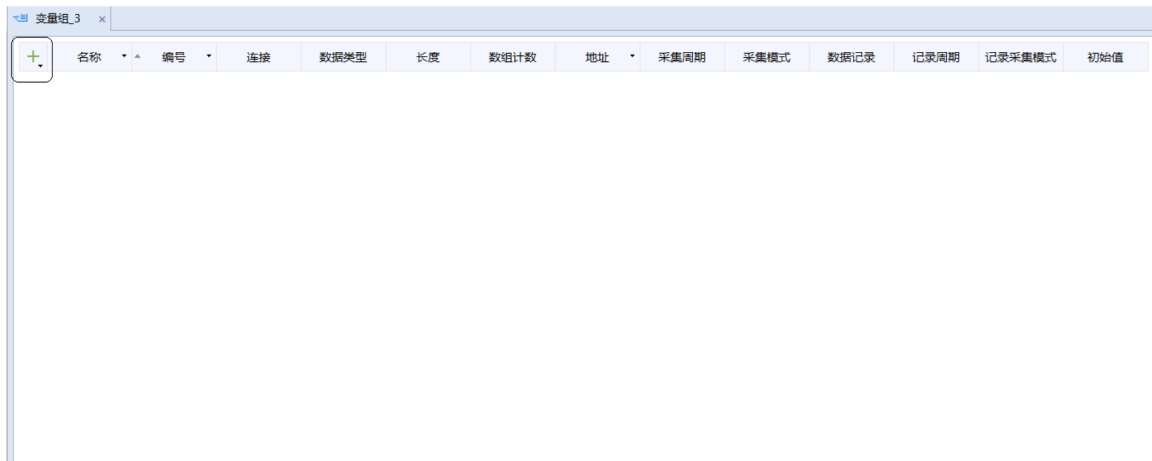 变量组_3 ×
名称 编号 连接 数据类型 长度 数组计数 地址 采集周期 采集模式 数据记录 记录周期 记录采集模式 初始值